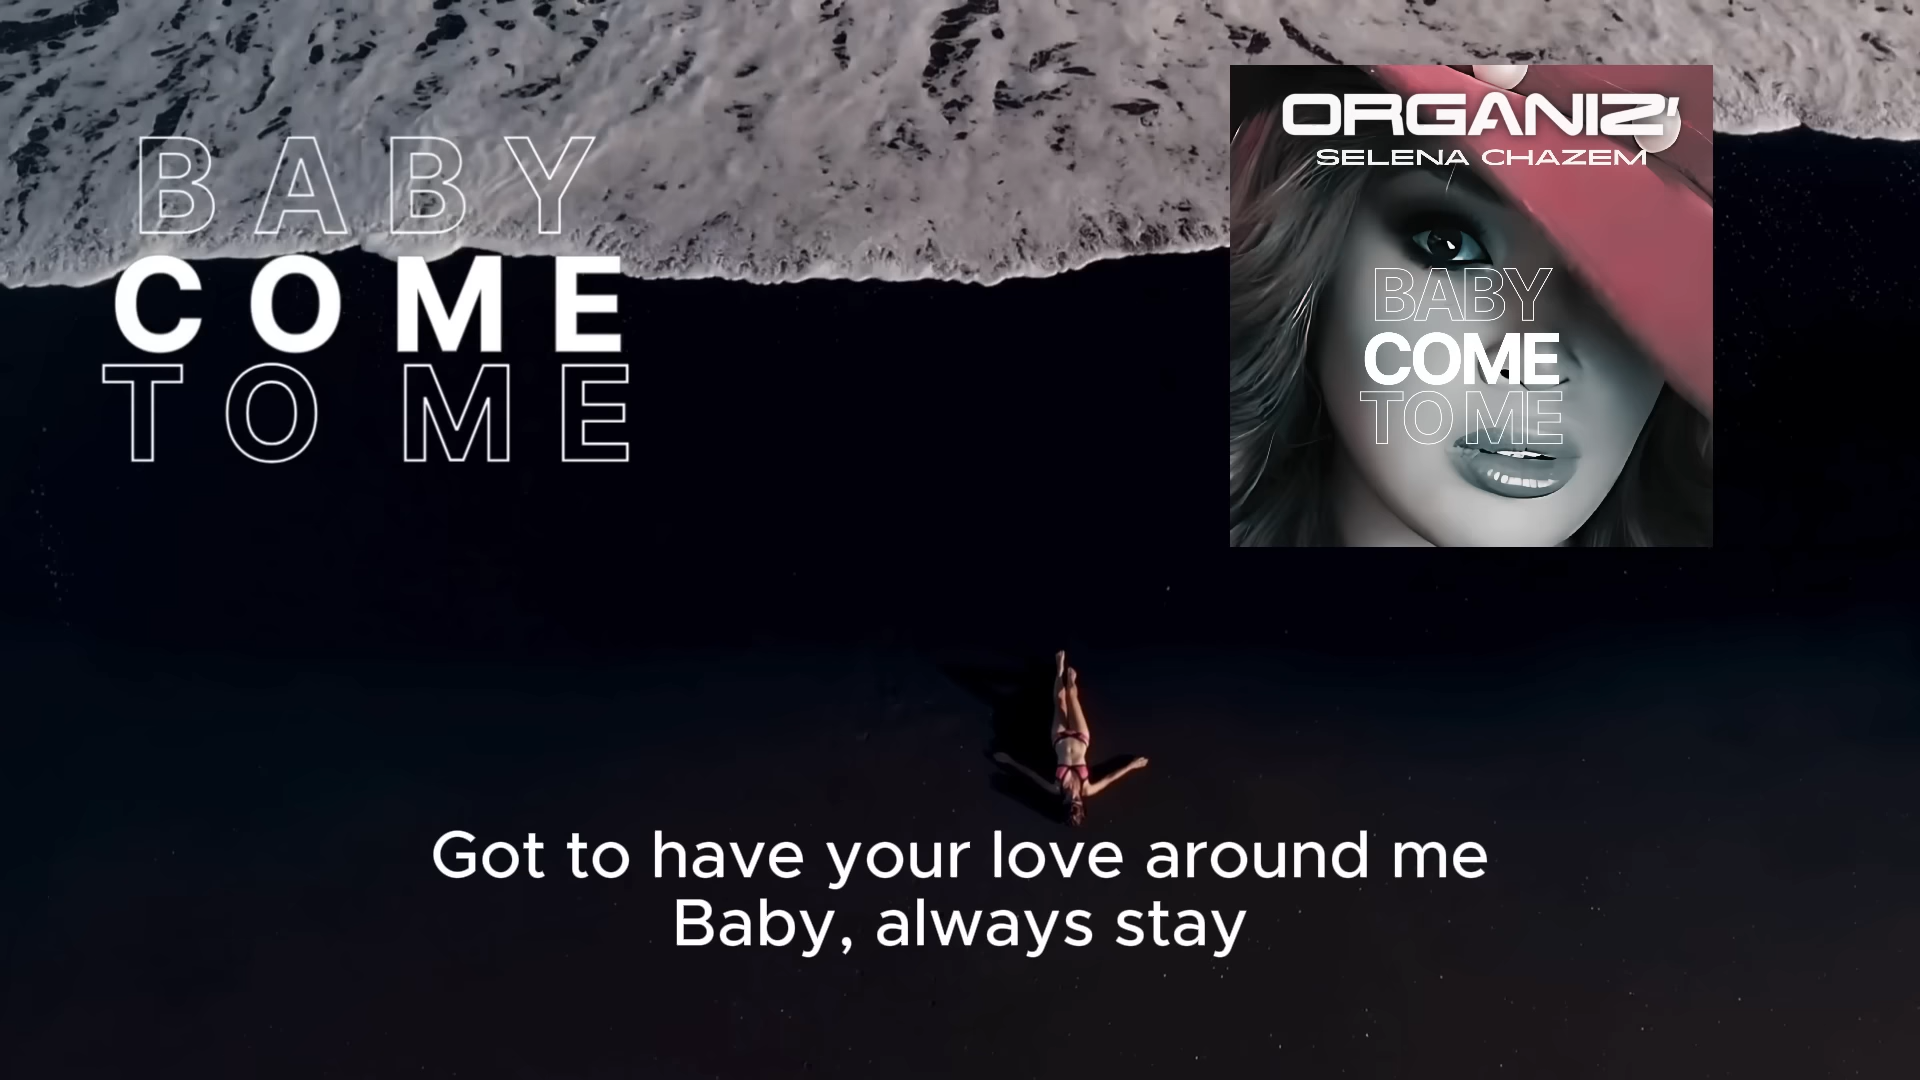 BABY
COME
TO ME
ORGANIZ'
SELENA CHAZEM
BABY
COME
TO ME
Got to have your love around me
Baby, always stay